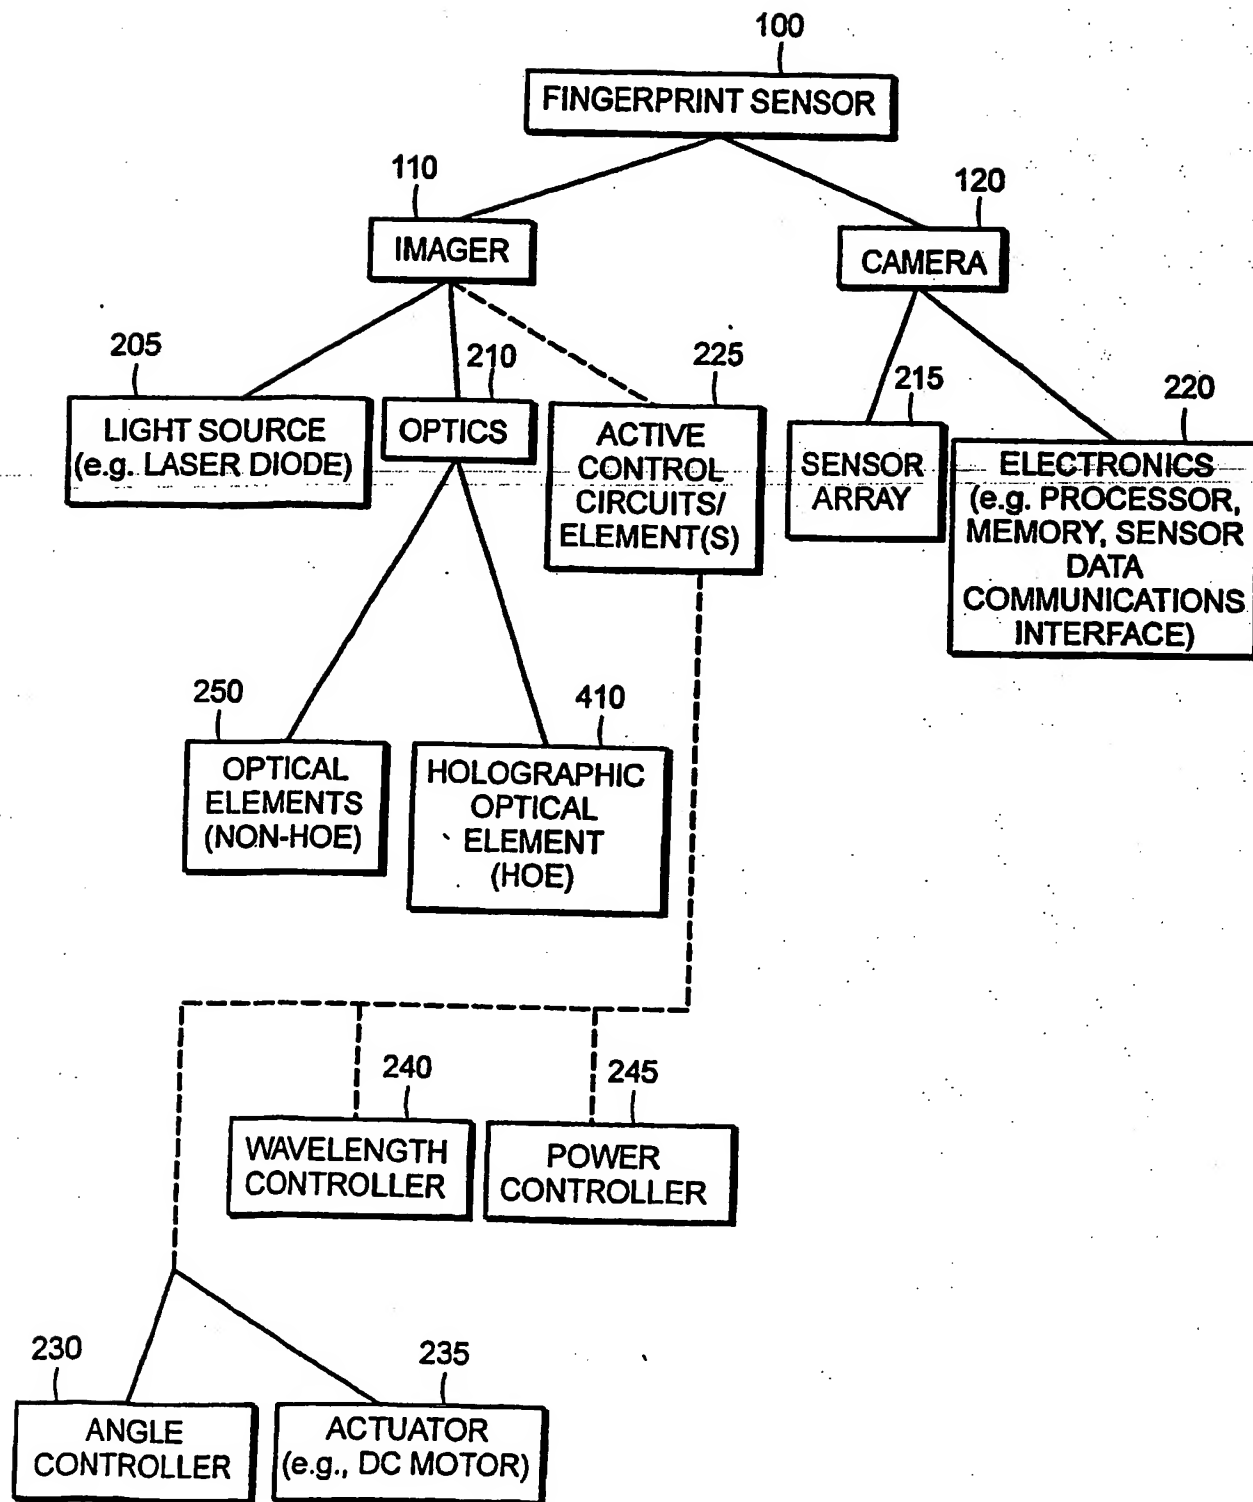 100
FINGERPRINT SENSOR
110
IMAGER
120
CAMERA
205
LIGHT SOURCE
(e.g. LASER DIODE)
210
OPTICS
225
ACTIVE
CONTROL
CIRCUITS/
ELEMENT(S)
215
SENSOR
ARRAY
220
ELECTRONICS
(e.g. PROCESSOR,
MEMORY, SENSOR
DATA
COMMUNICATIONS
INTERFACE)
250
OPTICAL
ELEMENTS
(NON-HOE)
410
HOLOGRAPHIC
OPTICAL
ELEMENT
(HOE)
240
WAVELENGTH
CONTROLLER
245
POWER
CONTROLLER
230
ANGLE
CONTROLLER
235
ACTUATOR
(e.g., DC MOTOR)